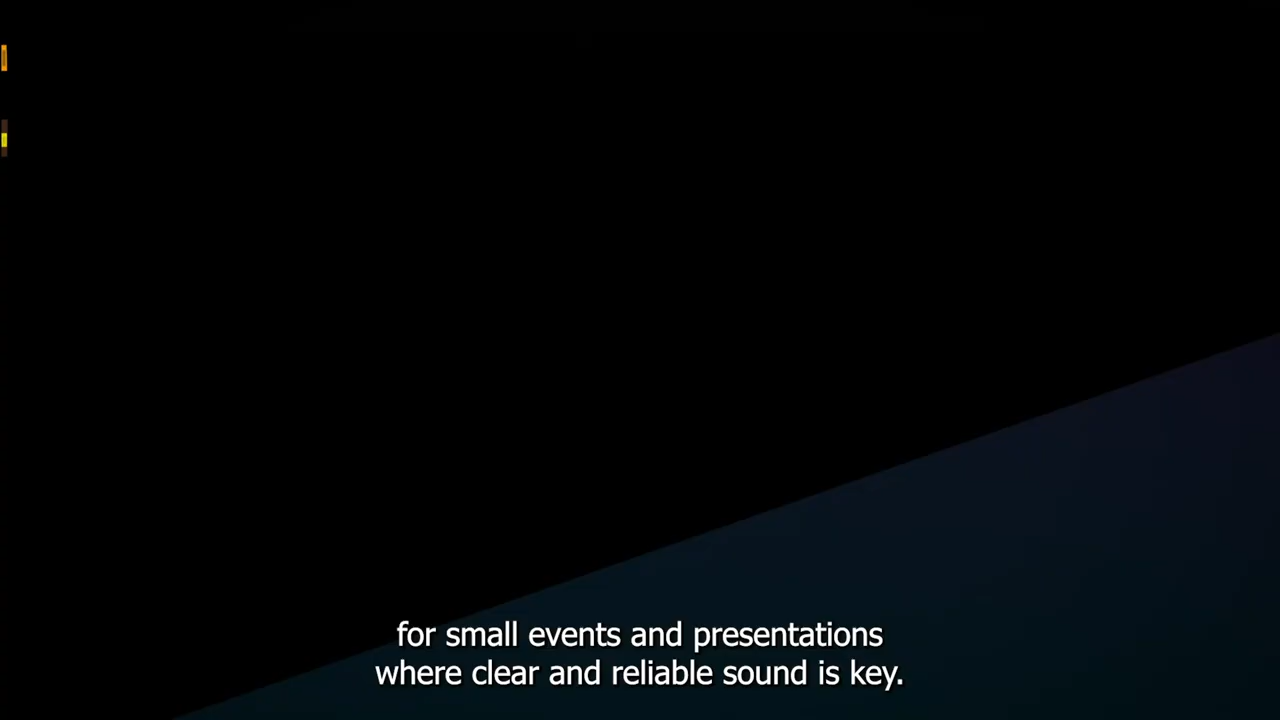 for small events and presentations
where clear and reliable sound is key.